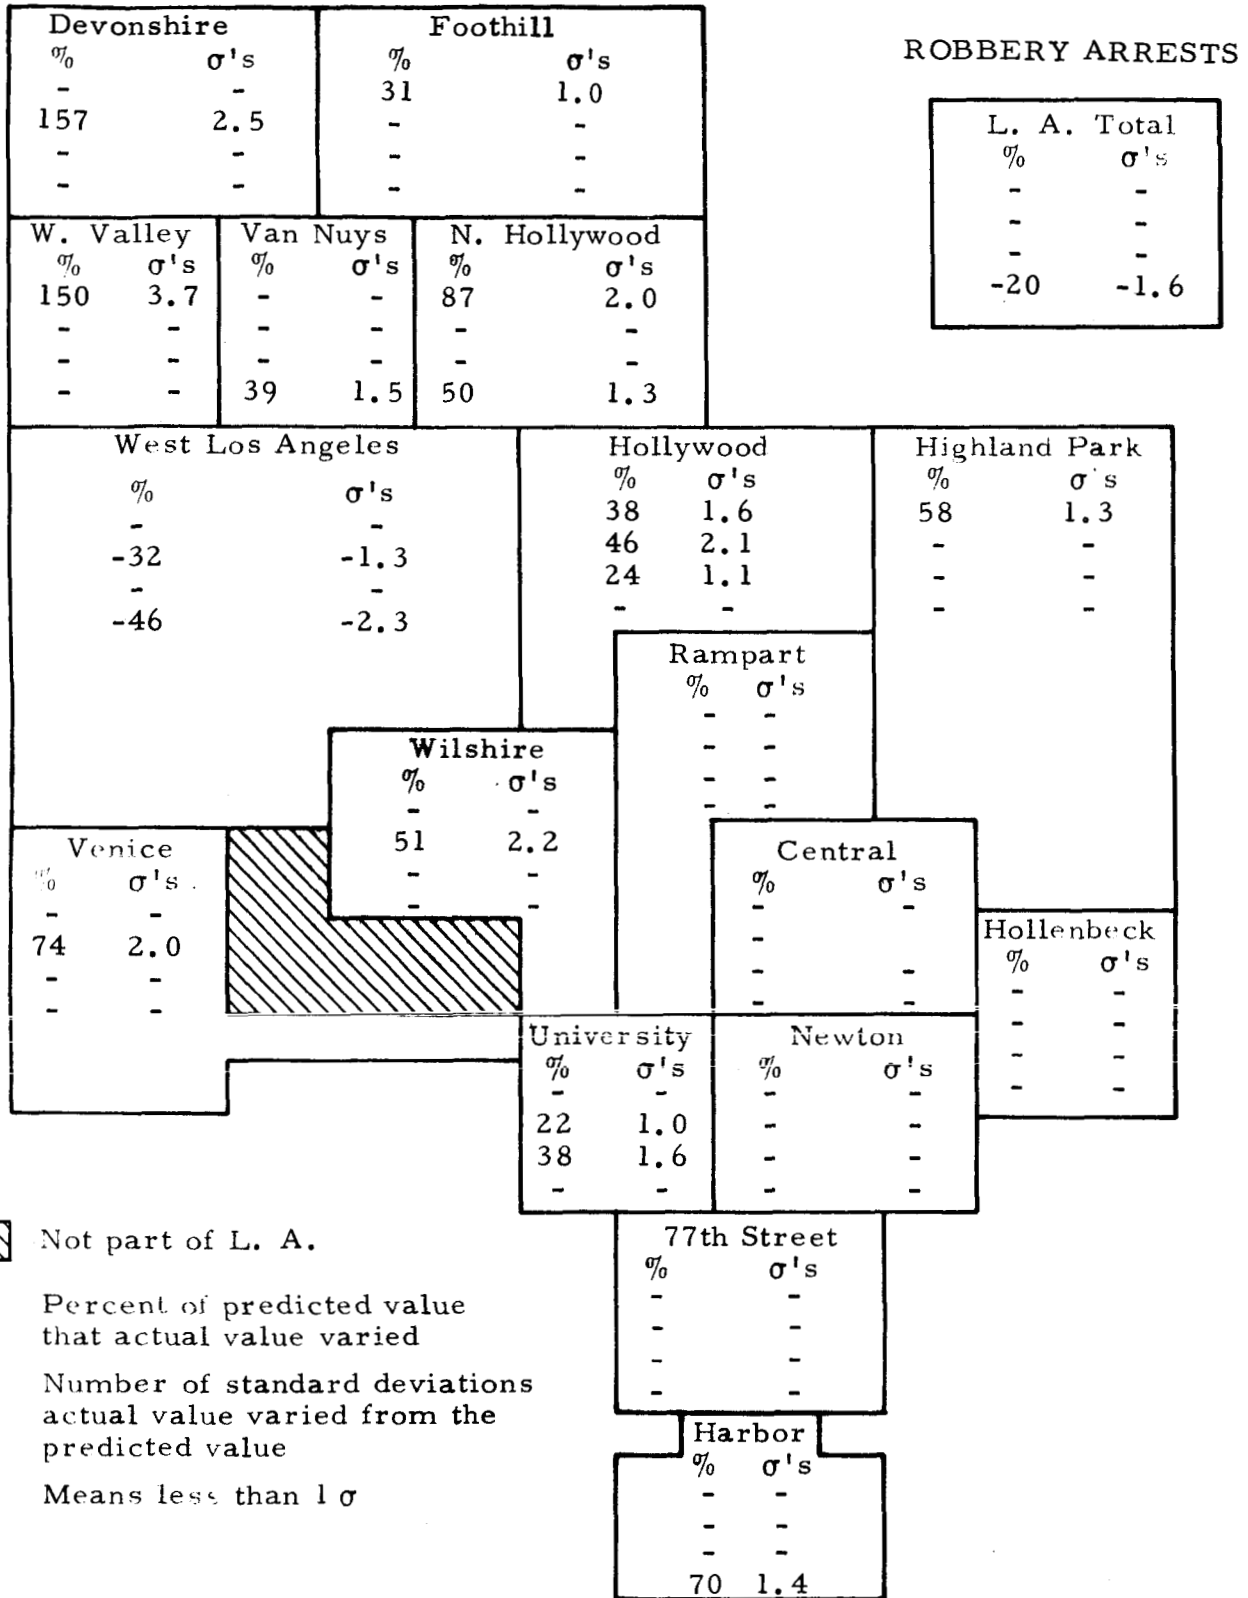 ROBBERY ARRESTS
Devonshire
% σ's
- -
157 2.5
- -
- -
Foothill
% σ's
31 1.0
- -
- -
- -
L. A. Total
% σ's
- -
- -
- -
-20 -1.6
W. Valley
% σ's
150 3.7
- -
- -
- -
Van Nuys
% σ's
- -
- -
- -
39 1.5
N. Hollywood
% σ's
87 2.0
- -
- -
50 1.3
West Los Angeles
% σ's
- -
-32 -1.3
- -
-46 -2.3
Hollywood
% σ's
38 1.6
46 2.1
24 1.1
- -
Highland Park
% σ's
58 1.3
- -
- -
- -
Rampart
% σ's
- -
- -
- -
- -
Wilshire
% σ's
- -
51 2.2
- -
- -
Venice
% σ's
- -
74 2.0
- -
- -
Central
% σ's
- -
-
- -
- -
Hollenbeck
% σ's
- -
- -
- -
- -
University
% σ's
- -
22 1.0
38 1.6
- -
Newton
% σ's
- -
- -
- -
- -
77th Street
% σ's
- -
- -
- -
- -
Harbor
% σ's
- -
- -
- -
70 1.4
Not part of L. A.
Percent of predicted value
that actual value varied
Number of standard deviations
actual value varied from the
predicted value
Means less than 1 σ